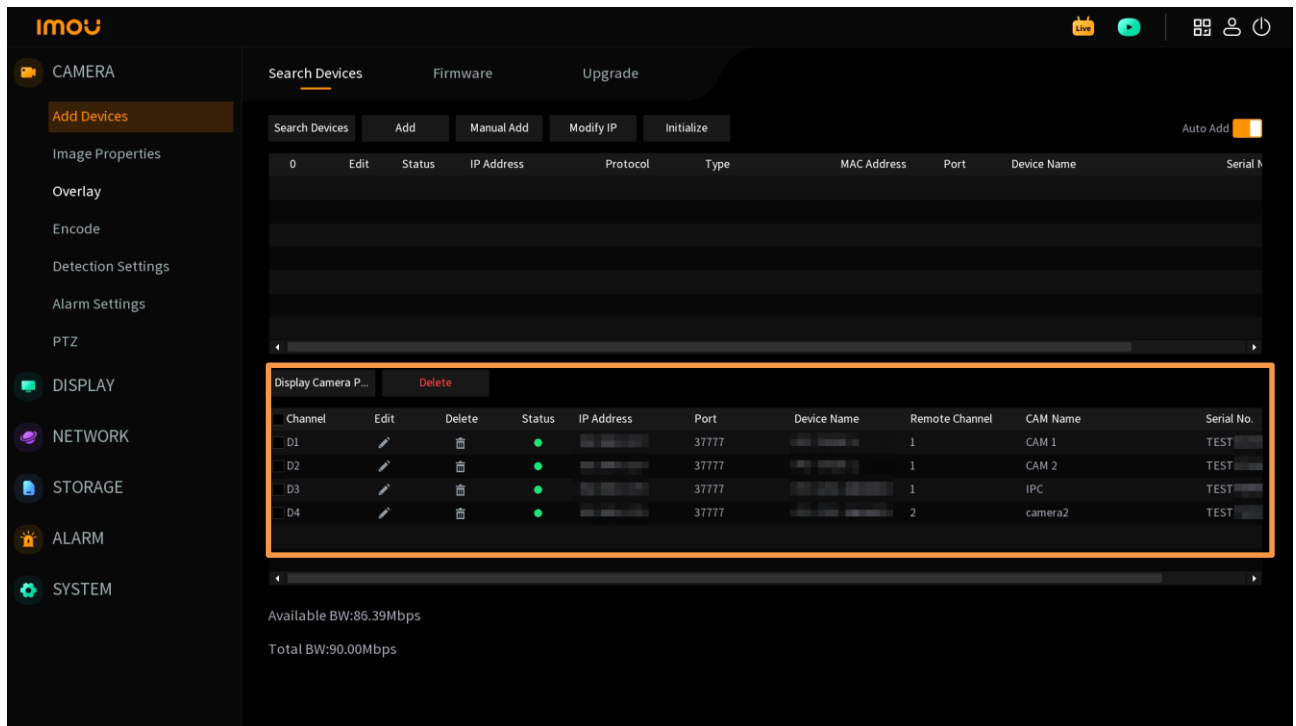 imou
Live
CAMERA
Search Devices Firmware Upgrade
Add Devices
Search Devices Add Manual Add Modify IP Initialize Auto Add
Image Properties
0 Edit Status IP Address Protocol Type MAC Address Port Device Name Serial N
Overlay
Encode
Detection Settings
Alarm Settings
PTZ
DISPLAY
Display Camera P... Delete
Channel Edit Delete Status IP Address Port Device Name Remote Channel CAM Name Serial No.
NETWORK
D1 37777 1 CAM 1 TEST
D2 37777 1 CAM 2 TEST
STORAGE
D3 37777 1 IPC TEST
D4 37777 2 camera2 TEST
ALARM
SYSTEM
Available BW:86.39Mbps
Total BW:90.00Mbps